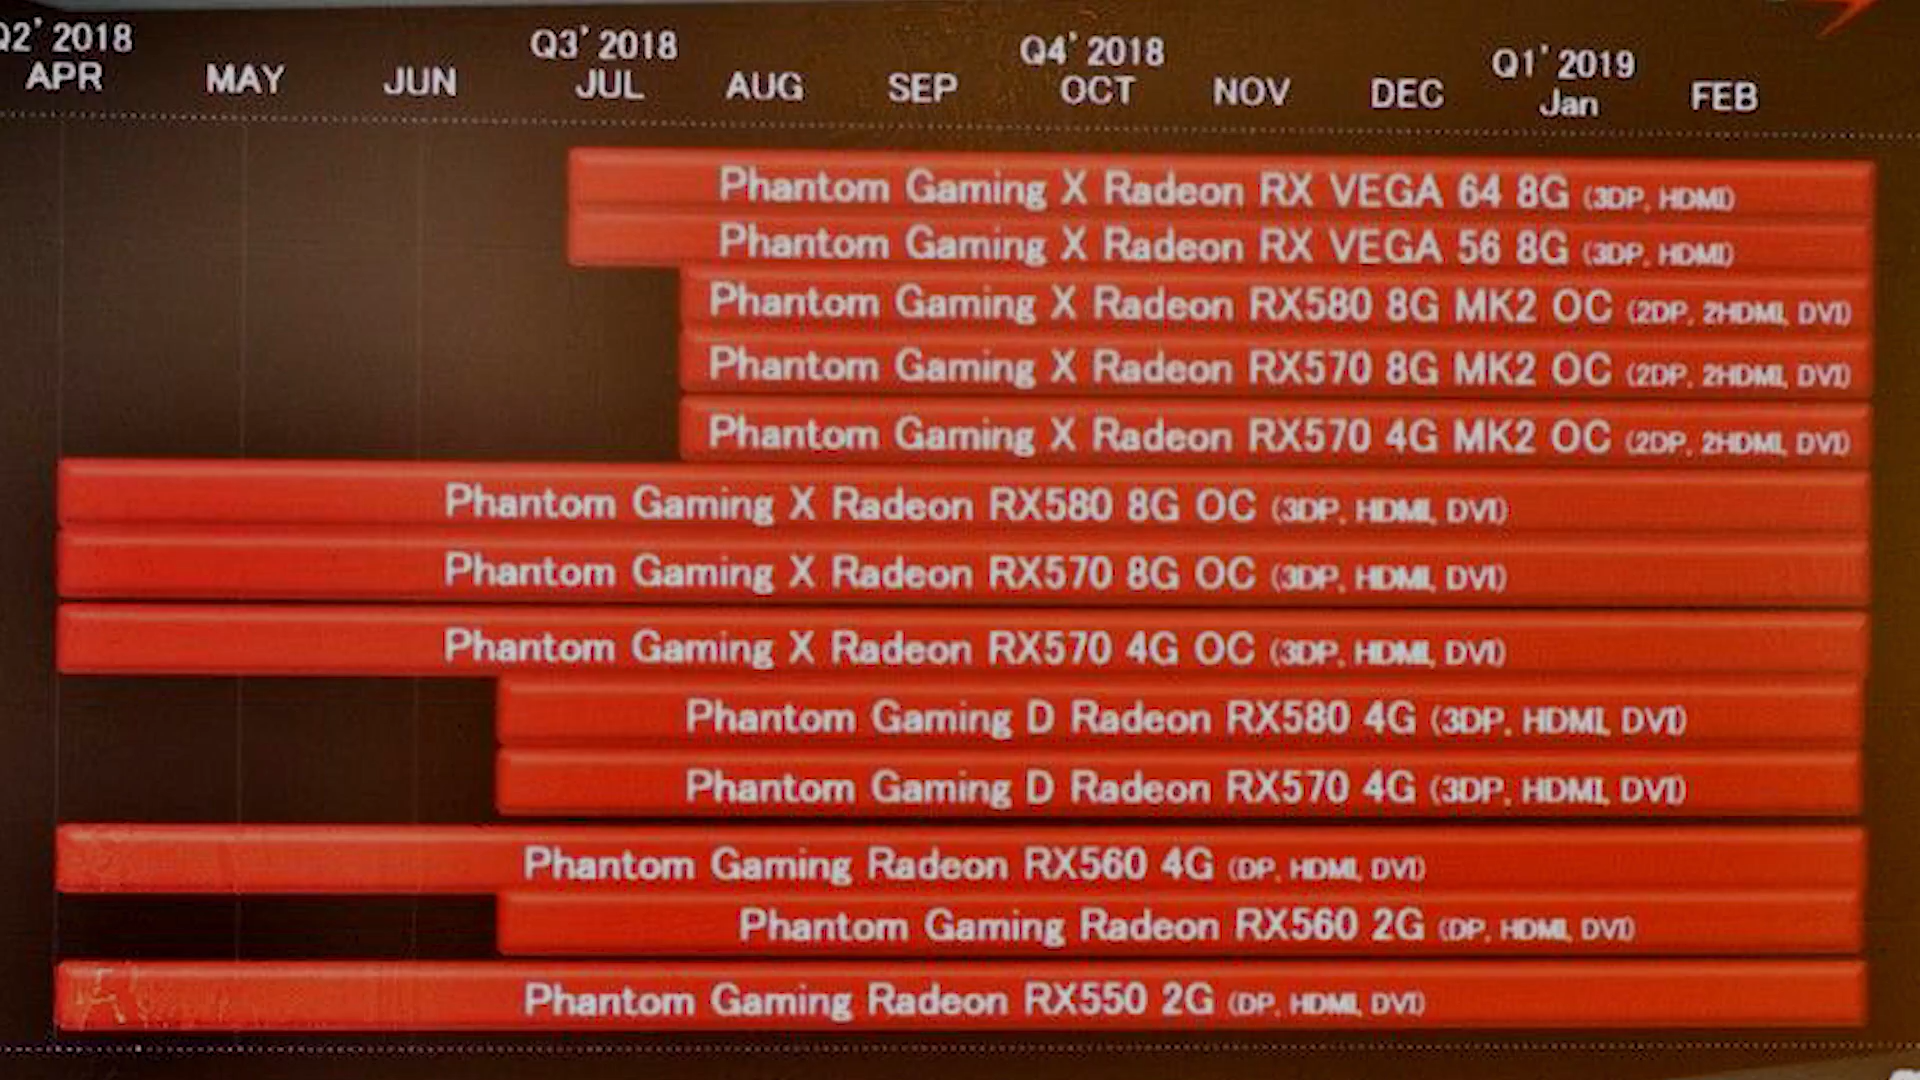 Q2' 2018 Q3' 2018 Q4' 2018 Q1' 2019
APR MAY JUN JUL AUG SEP OCT NOV DEC Jan FEB
Phantom Gaming X Radeon RX VEGA 64 8G (3DP, HDMI)
Phantom Gaming X Radeon RX VEGA 56 8G (3DP, HDMI)
Phantom Gaming X Radeon RX580 8G MK2 OC (2DP, 2HDMI, DVI)
Phantom Gaming X Radeon RX570 8G MK2 OC (2DP, 2HDMI, DVI)
Phantom Gaming X Radeon RX570 4G MK2 OC (2DP, 2HDMI, DVI)
Phantom Gaming X Radeon RX580 8G OC (3DP, HDMI, DVI)
Phantom Gaming X Radeon RX570 8G OC (3DP, HDMI, DVI)
Phantom Gaming X Radeon RX570 4G OC (3DP, HDMI, DVI)
Phantom Gaming D Radeon RX580 4G (3DP, HDMI, DVI)
Phantom Gaming D Radeon RX570 4G (3DP, HDMI, DVI)
Phantom Gaming Radeon RX560 4G (DP, HDMI, DVI)
Phantom Gaming Radeon RX560 2G (DP, HDMI, DVI)
Phantom Gaming Radeon RX550 2G (DP, HDMI, DVI)